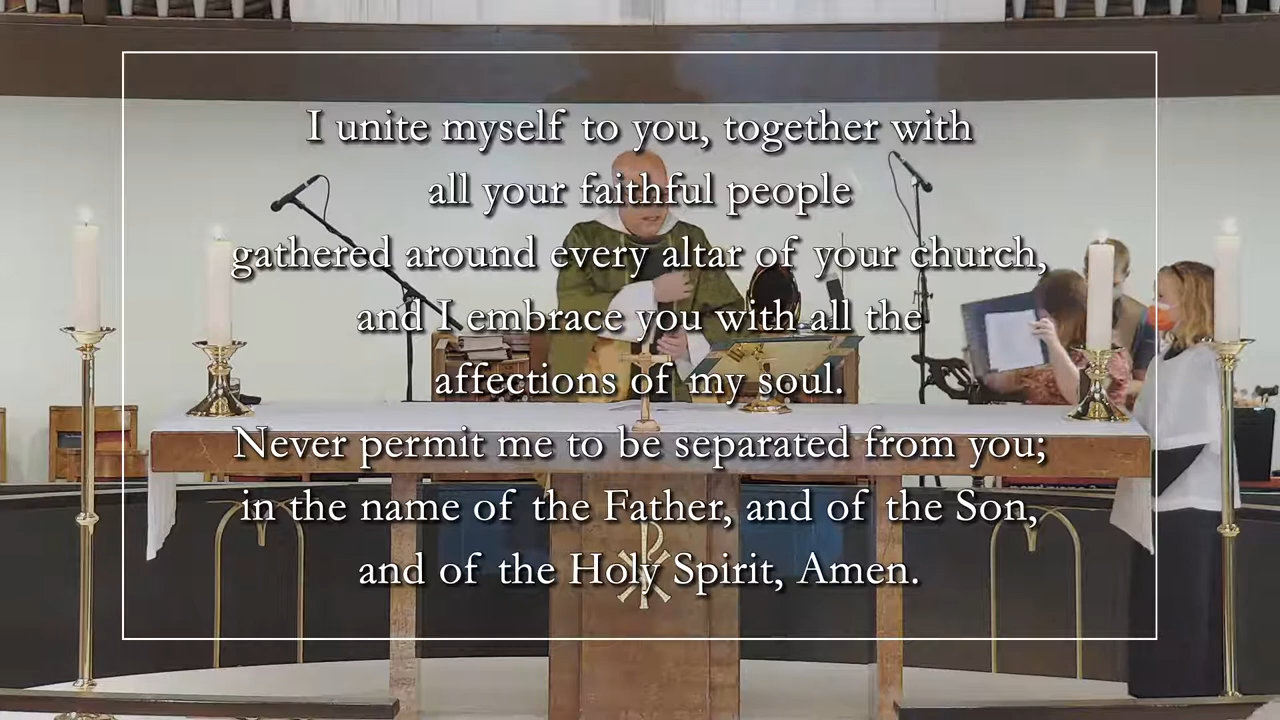 I unite myself to you, together with
all your faithful people
gathered around every altar of your church,
and I embrace you with all the
affections of my soul.
Never permit me to be separated from you;
in the name of the Father, and of the Son,
and of the Holy Spirit, Amen.